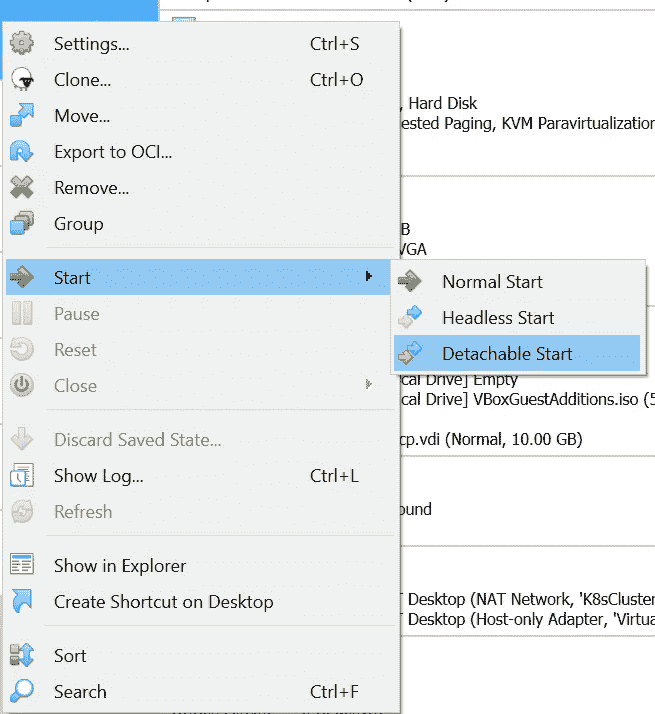 Settings... Ctrl+S
Clone... Ctrl+O
Move...
, Hard Disk
ested Paging, KVM Paravirtualization
Export to OCI...
Remove...
Group
B
VGA
Start
Normal Start
Pause
Headless Start
Reset
Detachable Start
Close
cal Drive] Empty
cal Drive] VBoxGuestAdditions.iso (5
Discard Saved State...
cp.vdi (Normal, 10.00 GB)
Show Log... Ctrl+L
Refresh
ound
Show in Explorer
Create Shortcut on Desktop
T Desktop (NAT Network, 'K8sCluster
T Desktop (Host-only Adapter, 'Virtua
Sort
Search Ctrl+F